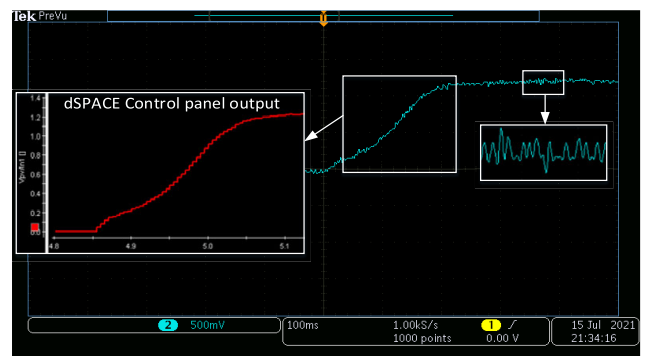 Tek PreVu
T
dSPACE Control panel output
1.4
1.2
1.0
0.8
0.6
0.4
0.2
0.0
4.8 4.9 5.0 5.1
2 500mV
100ms 1.00kS/s 1
1000 points 0.00 V
15 Jul 2021
21:34:16